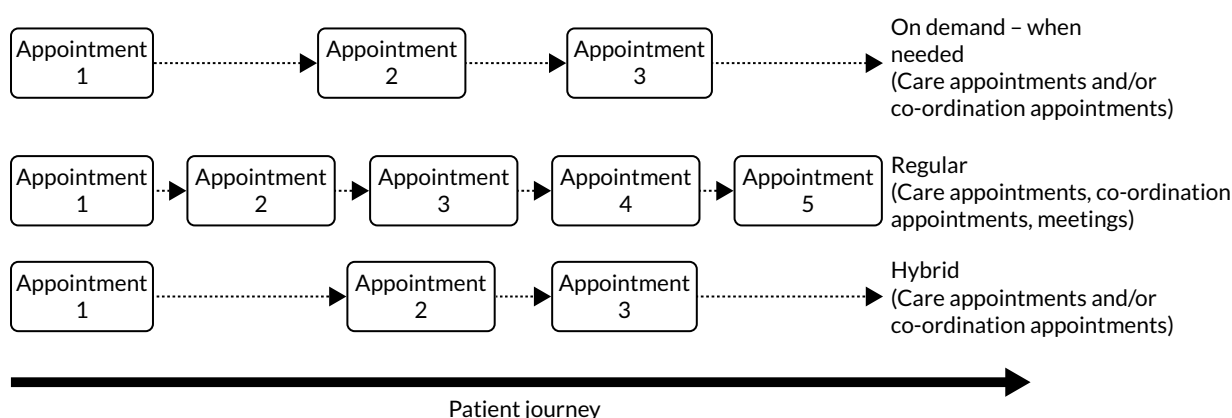 Appointment
1
Appointment
2
Appointment
3
On demand – when
needed
(Care appointments and/or
co-ordination appointments)
Appointment
1
Appointment
2
Appointment
3
Appointment
4
Appointment
5
Regular
(Care appointments, co-ordination
appointments, meetings)
Appointment
1
Appointment
2
Appointment
3
Hybrid
(Care appointments and/or
co-ordination appointments)
Patient journey